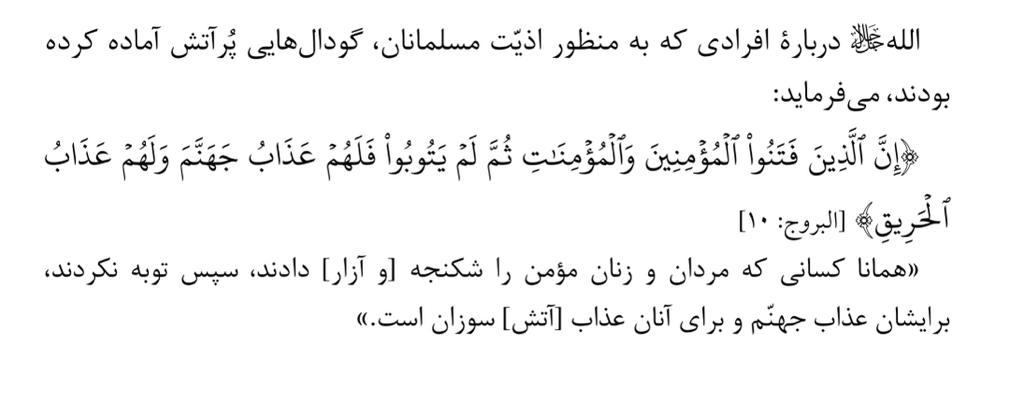 الله ﷻ دربارهٔ افرادی که به منظور اذیّت مسلمانان، گودال‌هایی پُرآتش آماده کرده
بودند، می‌فرماید:
﴿إِنَّ ٱلَّذِينَ فَتَنُواْ ٱلۡمُؤۡمِنِينَ وَٱلۡمُؤۡمِنَٰتِ ثُمَّ لَمۡ يَتُوبُواْ فَلَهُمۡ عَذَابُ جَهَنَّمَ وَلَهُمۡ عَذَابُ
ٱلۡحَرِيقِ﴾ [البروج: ۱۰]
«همانا کسانی که مردان و زنان مؤمن را شکنجه [و آزار] دادند، سپس توبه نکردند،
برایشان عذاب جهنّم و برای آنان عذاب [آتش] سوزان است.»